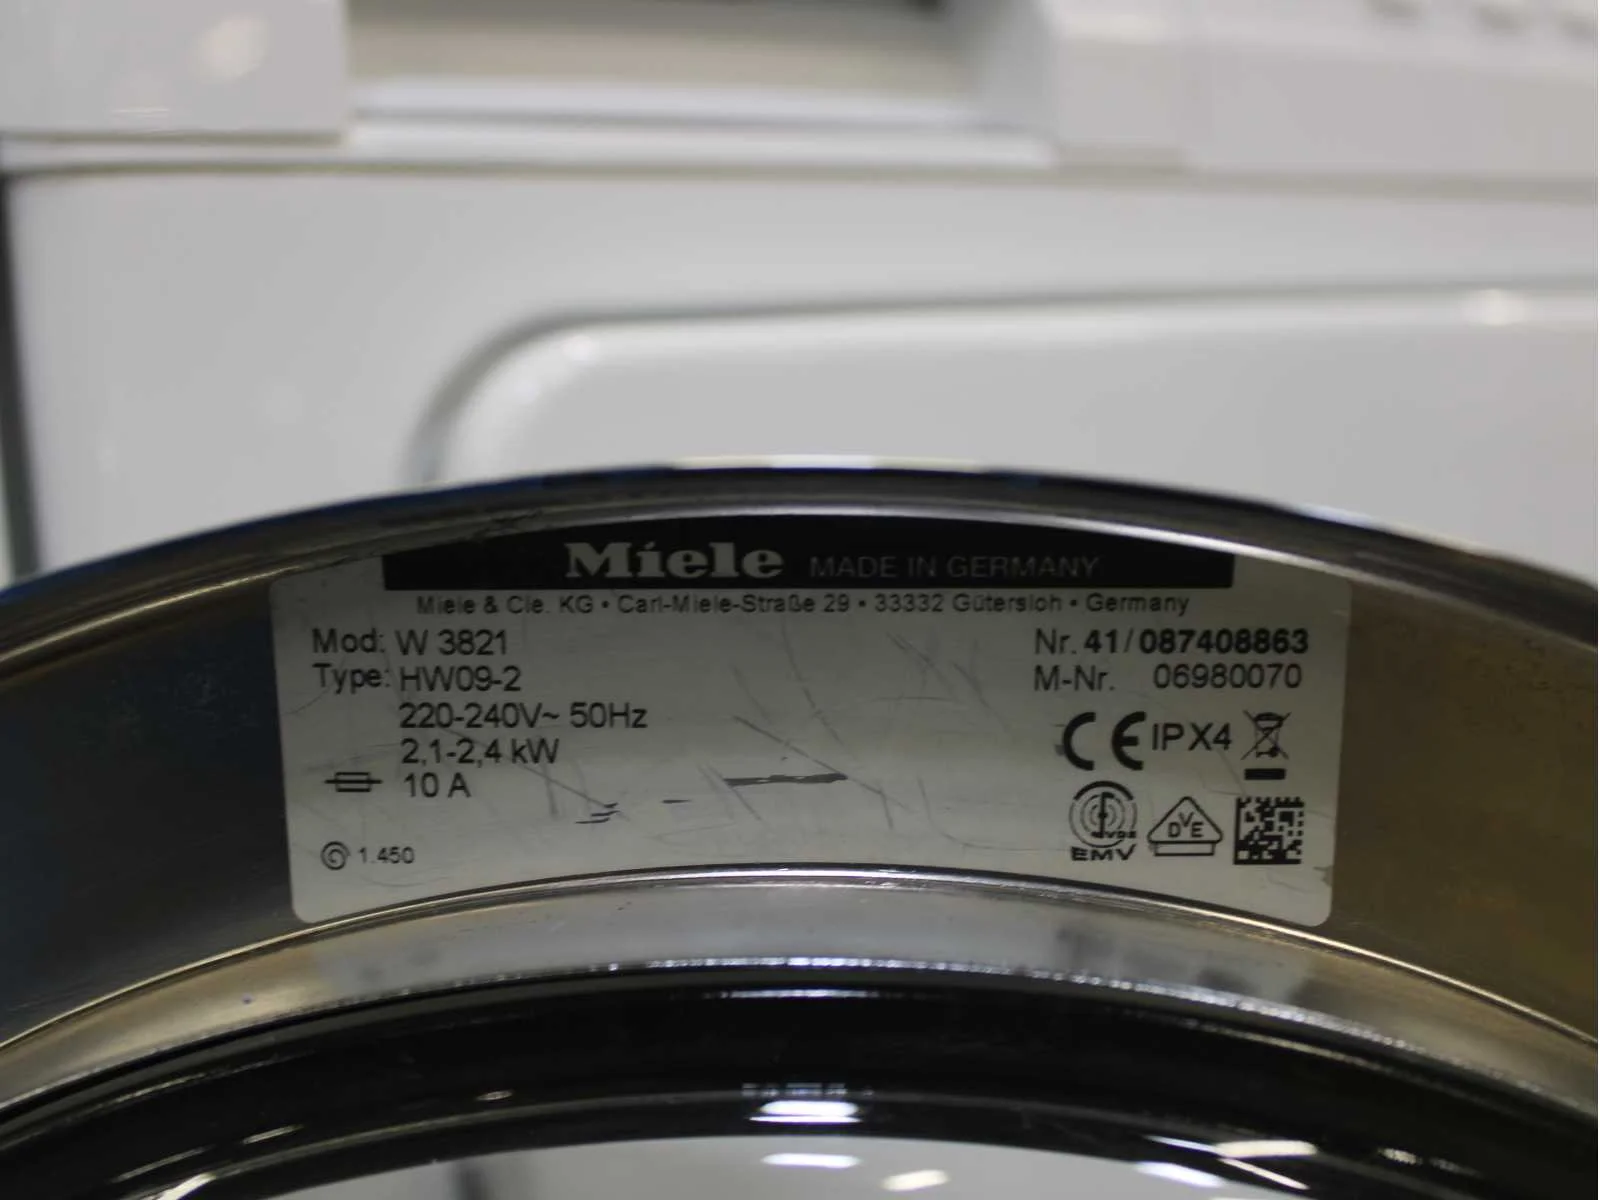 Miele MADE IN GERMANY
Miele & Cie. KG • Carl-Miele-Straße 29 • 33332 Gütersloh • Germany
Mod: W 3821
Nr. 41/087408863
Type: HW09-2
M-Nr. 06980070
220-240V~ 50Hz
2,1-2,4 kW
CE IPX4
10 A
VDE
EMV
DVE
1.450